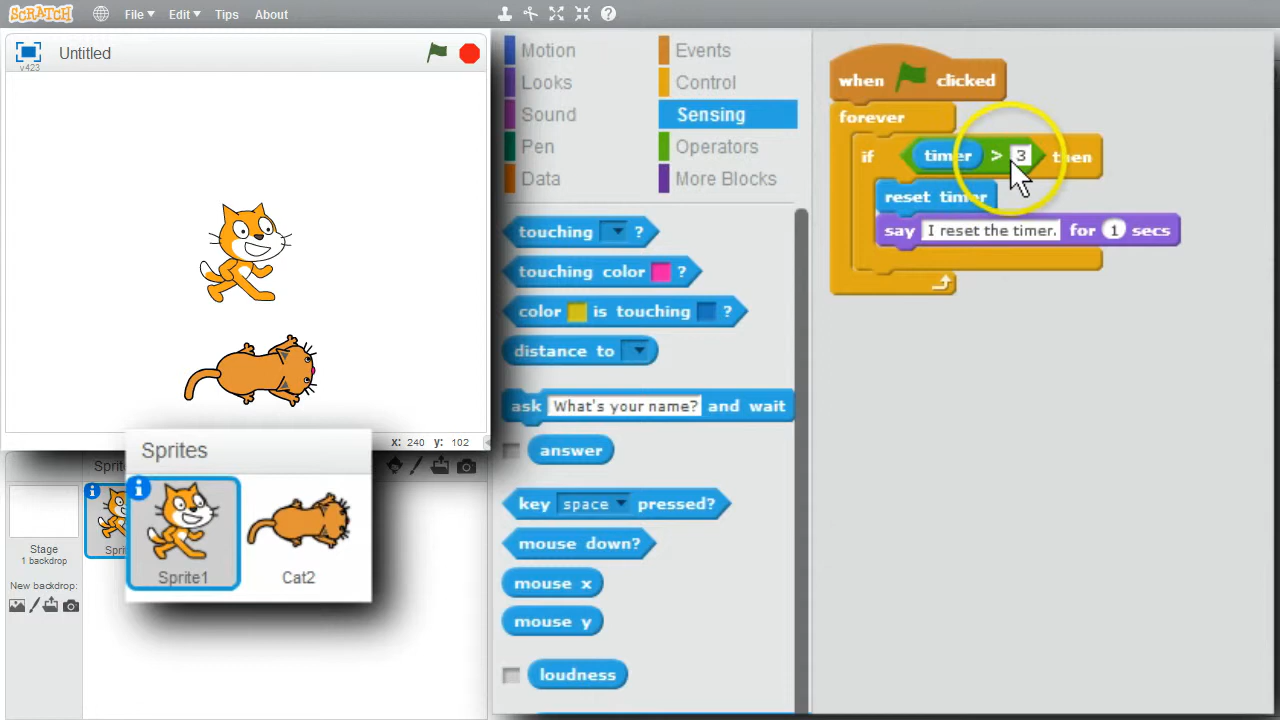 SCRATCH File Edit Tips About
v423 Untitled
x: 240 y: 102
Sprites
Sprite1 Cat2
Stage
1 backdrop
New backdrop:
Motion Events
Looks Control
Sound Sensing
Pen Operators
Data More Blocks
touching ?
touching color ?
color is touching ?
distance to
ask What's your name? and wait
answer
key space pressed?
mouse down?
mouse x
mouse y
loudness
when clicked
forever
if timer > 3 then
reset timer
say I reset the timer. for 1 secs